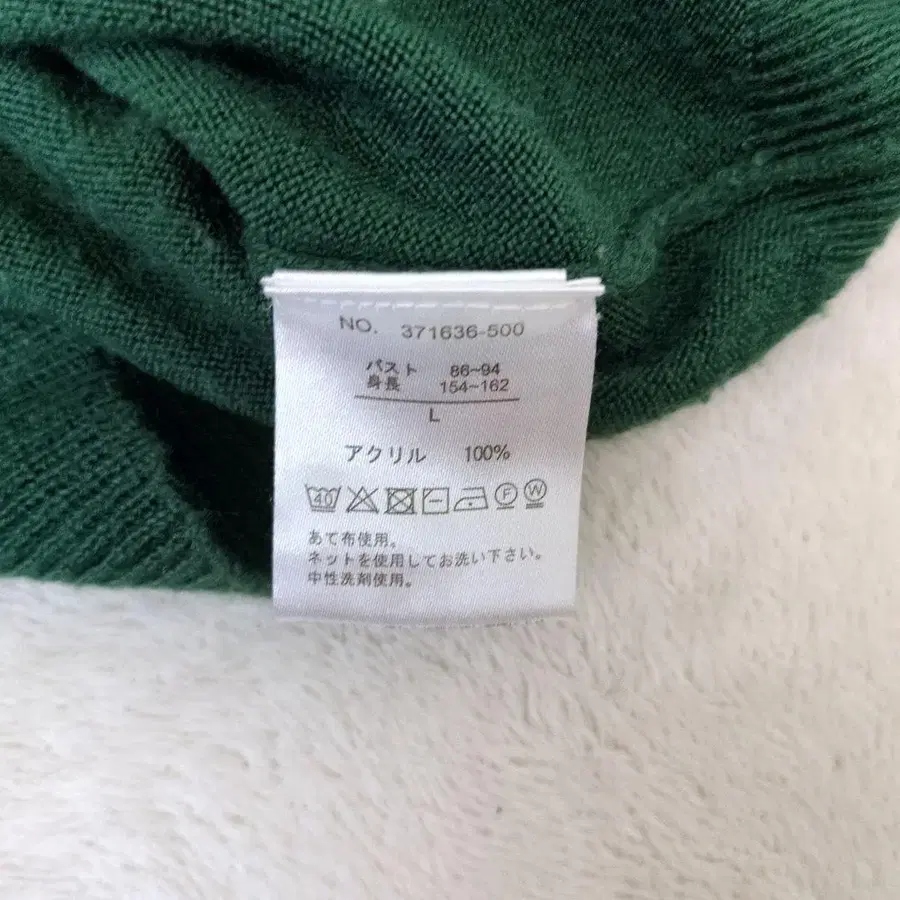 NO. 371636-500
バスト 86~94
身長 154~162
L
アクリル 100%
40 F W
あて布使用。
ネットを使用してお洗い下さい。
中性洗剤使用。